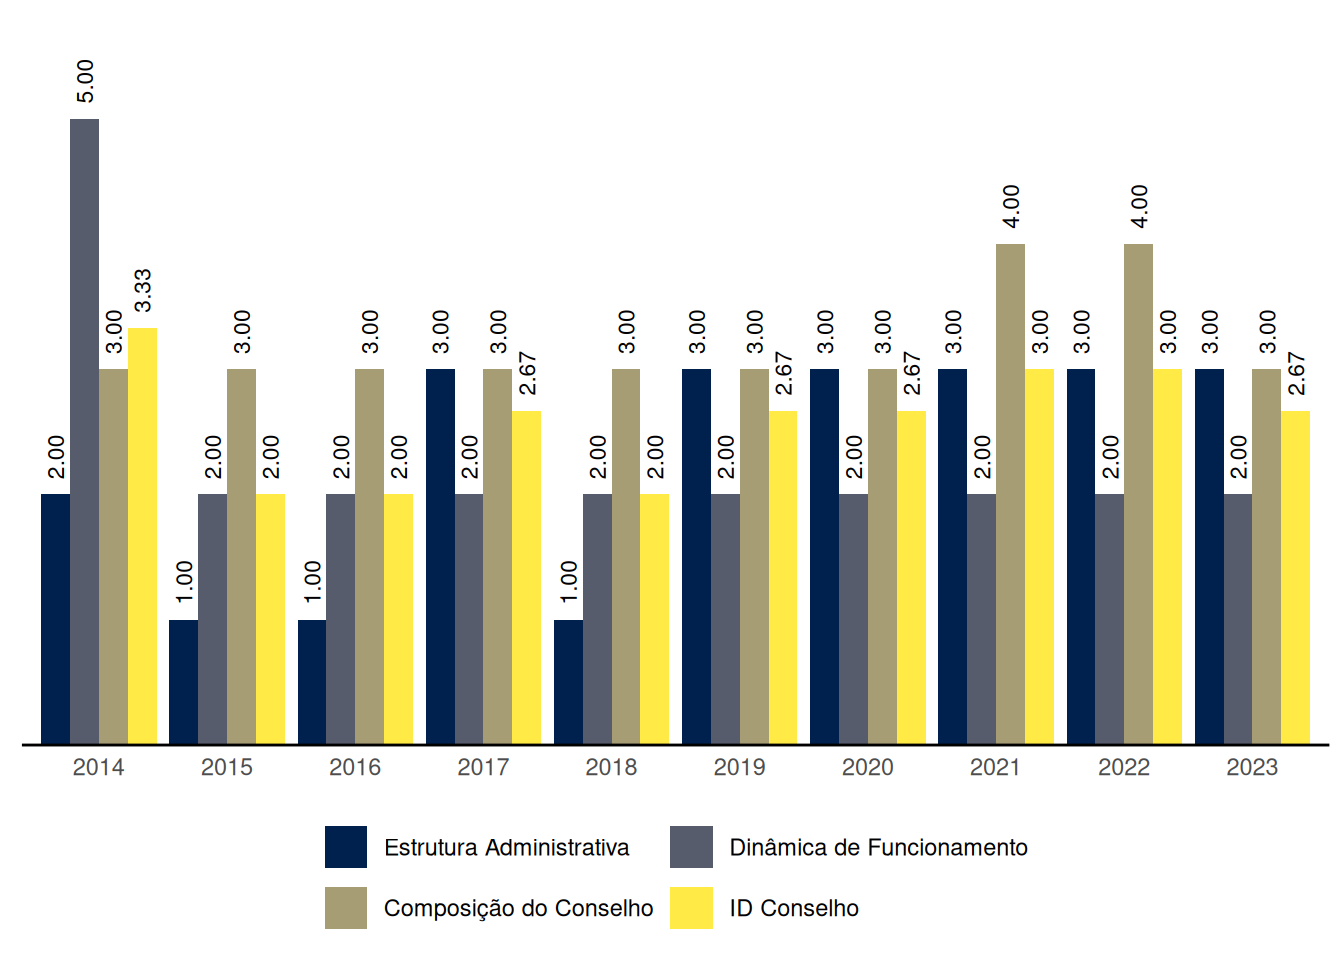 5.00
4.00 4.00
3.33
3.00 3.00 3.00 3.00 3.00 3.00 3.00 3.00 3.00 3.00 3.00 3.00 3.00 3.00 3.00 3.00
2.67 2.67 2.67 2.67
2.00 2.00 2.00 2.00 2.00 2.00 2.00 2.00 2.00 2.00 2.00 2.00 2.00
1.00 1.00 1.00
2014 2015 2016 2017 2018 2019 2020 2021 2022 2023
Estrutura Administrativa Dinâmica de Funcionamento
Composição do Conselho ID Conselho